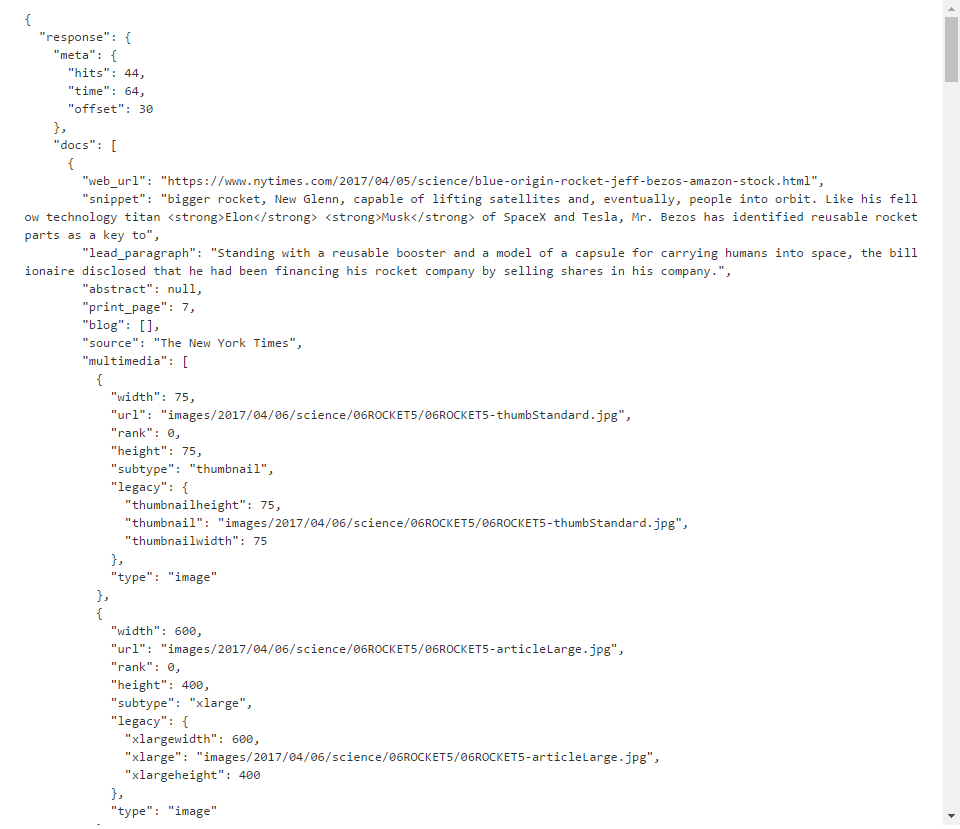 {
  "response": {
    "meta": {
      "hits": 44,
      "time": 64,
      "offset": 30
    },
    "docs": [
      {
        "web_url": "https://www.nytimes.com/2017/04/05/science/blue-origin-rocket-jeff-bezos-amazon-stock.html",
        "snippet": "bigger rocket, New Glenn, capable of lifting satellites and, eventually, people into orbit. Like his fell
ow technology titan <strong>Elon</strong> <strong>Musk</strong> of SpaceX and Tesla, Mr. Bezos has identified reusable rocket
parts as a key to",
        "lead_paragraph": "Standing with a reusable booster and a model of a capsule for carrying humans into space, the bill
ionaire disclosed that he had been financing his rocket company by selling shares in his company.",
        "abstract": null,
        "print_page": 7,
        "blog": [],
        "source": "The New York Times",
        "multimedia": [
          {
            "width": 75,
            "url": "images/2017/04/06/science/06ROCKET5/06ROCKET5-thumbStandard.jpg",
            "rank": 0,
            "height": 75,
            "subtype": "thumbnail",
            "legacy": {
              "thumbnailheight": 75,
              "thumbnail": "images/2017/04/06/science/06ROCKET5/06ROCKET5-thumbStandard.jpg",
              "thumbnailwidth": 75
            },
            "type": "image"
          },
          {
            "width": 600,
            "url": "images/2017/04/06/science/06ROCKET5/06ROCKET5-articleLarge.jpg",
            "rank": 0,
            "height": 400,
            "subtype": "xlarge",
            "legacy": {
              "xlargewidth": 600,
              "xlarge": "images/2017/04/06/science/06ROCKET5/06ROCKET5-articleLarge.jpg",
              "xlargeheight": 400
            },
            "type": "image"